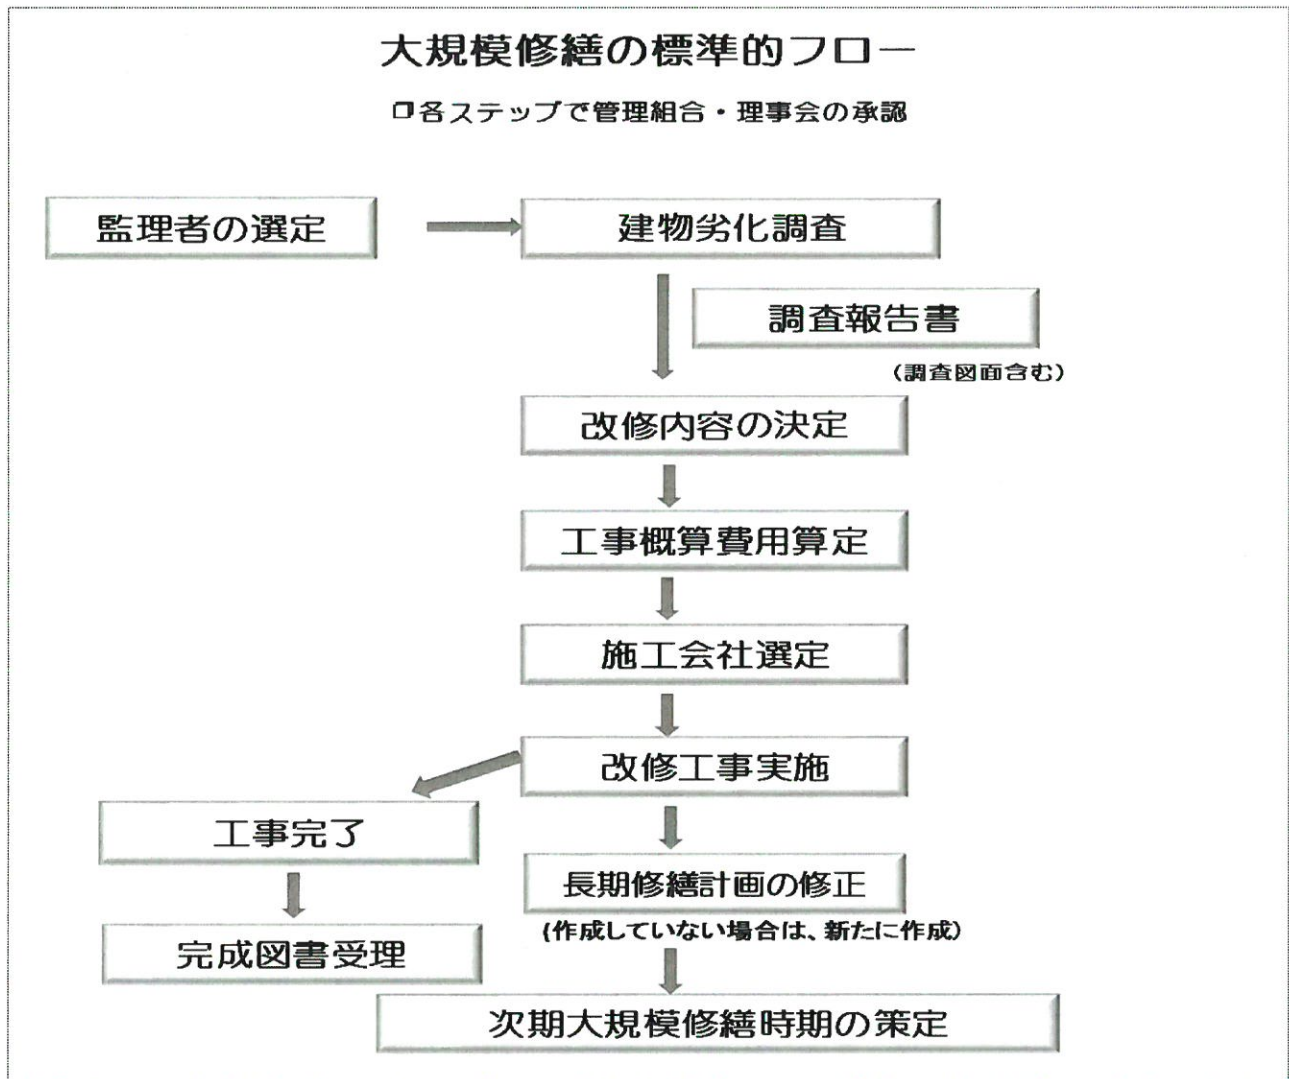 大規模修繕の標準的フロー
❒各ステップで管理組合・理事会の承認
監理者の選定
建物劣化調査
調査報告書
(調査図面含む)
改修内容の決定
工事概算費用算定
施工会社選定
改修工事実施
工事完了
長期修繕計画の修正
(作成していない場合は、新たに作成)
完成図書受理
次期大規模修繕時期の策定